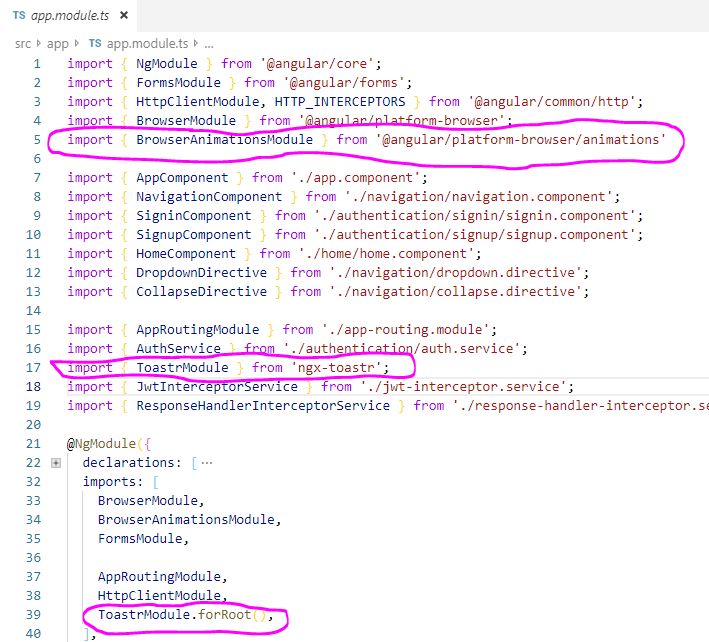 TS app.module.ts ×
src › app › TS app.module.ts › ...
1 import { NgModule } from '@angular/core';
2 import { FormsModule } from '@angular/forms';
3 import { HttpClientModule, HTTP_INTERCEPTORS } from '@angular/common/http';
4 import { BrowserModule } from '@angular/platform-browser';
5 import { BrowserAnimationsModule } from '@angular/platform-browser/animations'
6
7 import { AppComponent } from './app.component';
8 import { NavigationComponent } from './navigation/navigation.component';
9 import { SigninComponent } from './authentication/signin/signin.component';
10 import { SignupComponent } from './authentication/signup/signup.component';
11 import { HomeComponent } from './home/home.component';
12 import { DropdownDirective } from './navigation/dropdown.directive';
13 import { CollapseDirective } from './navigation/collapse.directive';
14
15 import { AppRoutingModule } from './app-routing.module';
16 import { AuthService } from './authentication/auth.service';
17 import { ToastrModule } from 'ngx-toastr';
18 import { JwtInterceptorService } from './jwt-interceptor.service';
19 import { ResponseHandlerInterceptorService } from './response-handler-interceptor.se
20
21 @NgModule({
22 declarations: [ ...
32 imports: [
33 BrowserModule,
34 BrowserAnimationsModule,
35 FormsModule,
36
37 AppRoutingModule,
38 HttpClientModule,
39 ToastrModule.forRoot(),
40 ],